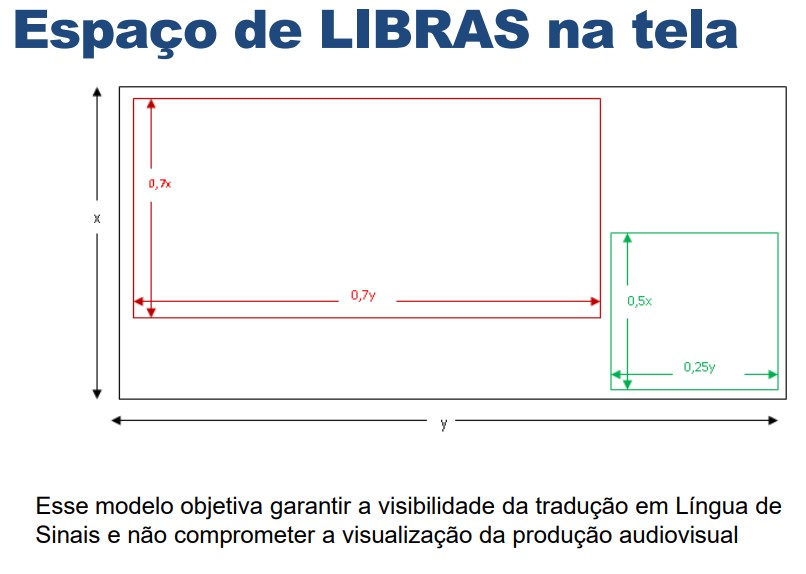 Espaço de LIBRAS na tela
0,7x
x
0,7y
0,5x
0,25y
y
Esse modelo objetiva garantir a visibilidade da tradução em Língua de
Sinais e não comprometer a visualização da produção audiovisual